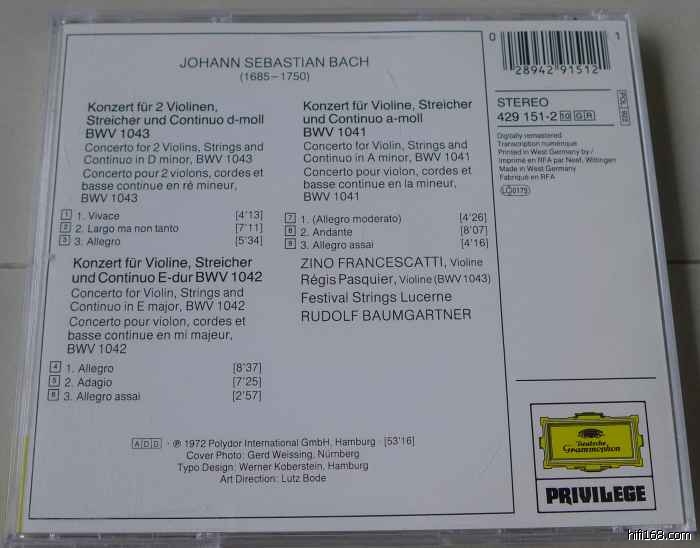 JOHANN SEBASTIAN BACH
(1685–1750)
Konzert für 2 Violinen,
Streicher und Continuo d-moll
BWV 1043
Concerto for 2 Violins, Strings and
Continuo in D minor, BWV 1043
Concerto pour 2 violons, cordes et
basse continue en ré mineur,
BWV 1043
1 1. Vivace [4'13]
2 2. Largo ma non tanto [7'11]
3 3. Allegro [5'34]
Konzert für Violine, Streicher
und Continuo E-dur BWV 1042
Concerto for Violin, Strings and
Continuo in E major, BWV 1042
Concerto pour violon, cordes et
basse continue en mi majeur,
BWV 1042
4 1. Allegro [8'37]
5 2. Adagio [7'25]
6 3. Allegro assai [2'57]
Konzert für Violine, Streicher
und Continuo a-moll
BWV 1041
Concerto for Violin, Strings and
Continuo in A minor, BWV 1041
Concerto pour violon, cordes et
basse continue en la mineur,
BWV 1041
7 1. (Allegro moderato) [4'26]
8 2. Andante [8'07]
9 3. Allegro assai [4'16]
ZINO FRANCESCATTI, Violine
Régis Pasquier, Violine (BWV 1043)
Festival Strings Lucerne
RUDOLF BAUMGARTNER
ADD · ℗ 1972 Polydor International GmbH, Hamburg · [53'16]
Cover Photo: Gerd Weissing, Nürnberg
Typo Design: Werner Koberstein, Hamburg
Art Direction: Lutz Bode
0 28942 91512 1
STEREO
429 151-2 10 G R
Digitally remastered
Transcription numérique
Printed in West Germany by/
Imprimé en RFA par Neef, Wittingen
Made in West Germany
Fabriqué en RFA
LC 0173
Deutsche
Grammophon
PRIVILEGE
hifi168.com